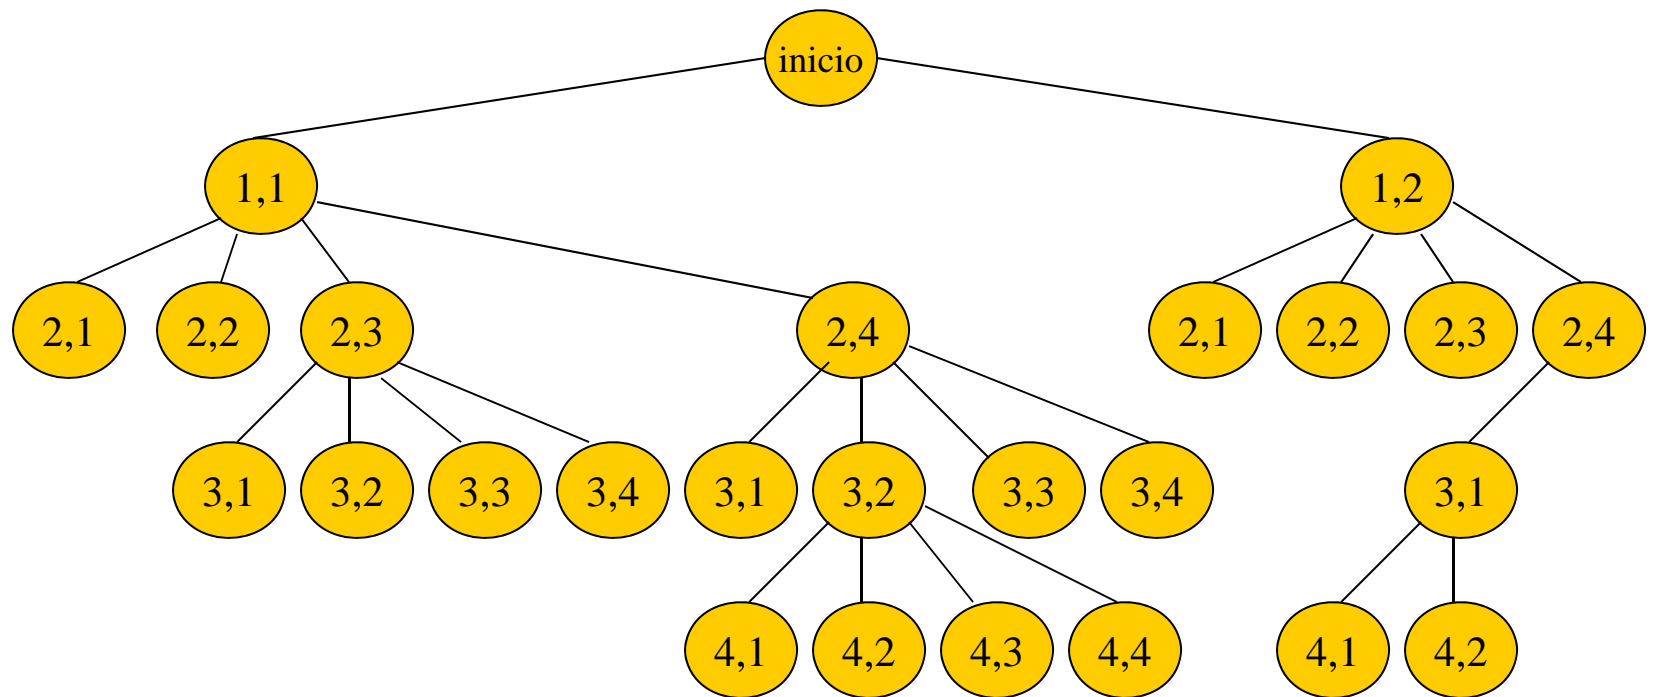 inicio
1,1 1,2
2,1 2,2 2,3 2,4 2,1 2,2 2,3 2,4
3,1 3,2 3,3 3,4 3,1 3,2 3,3 3,4 3,1
4,1 4,2 4,3 4,4 4,1 4,2